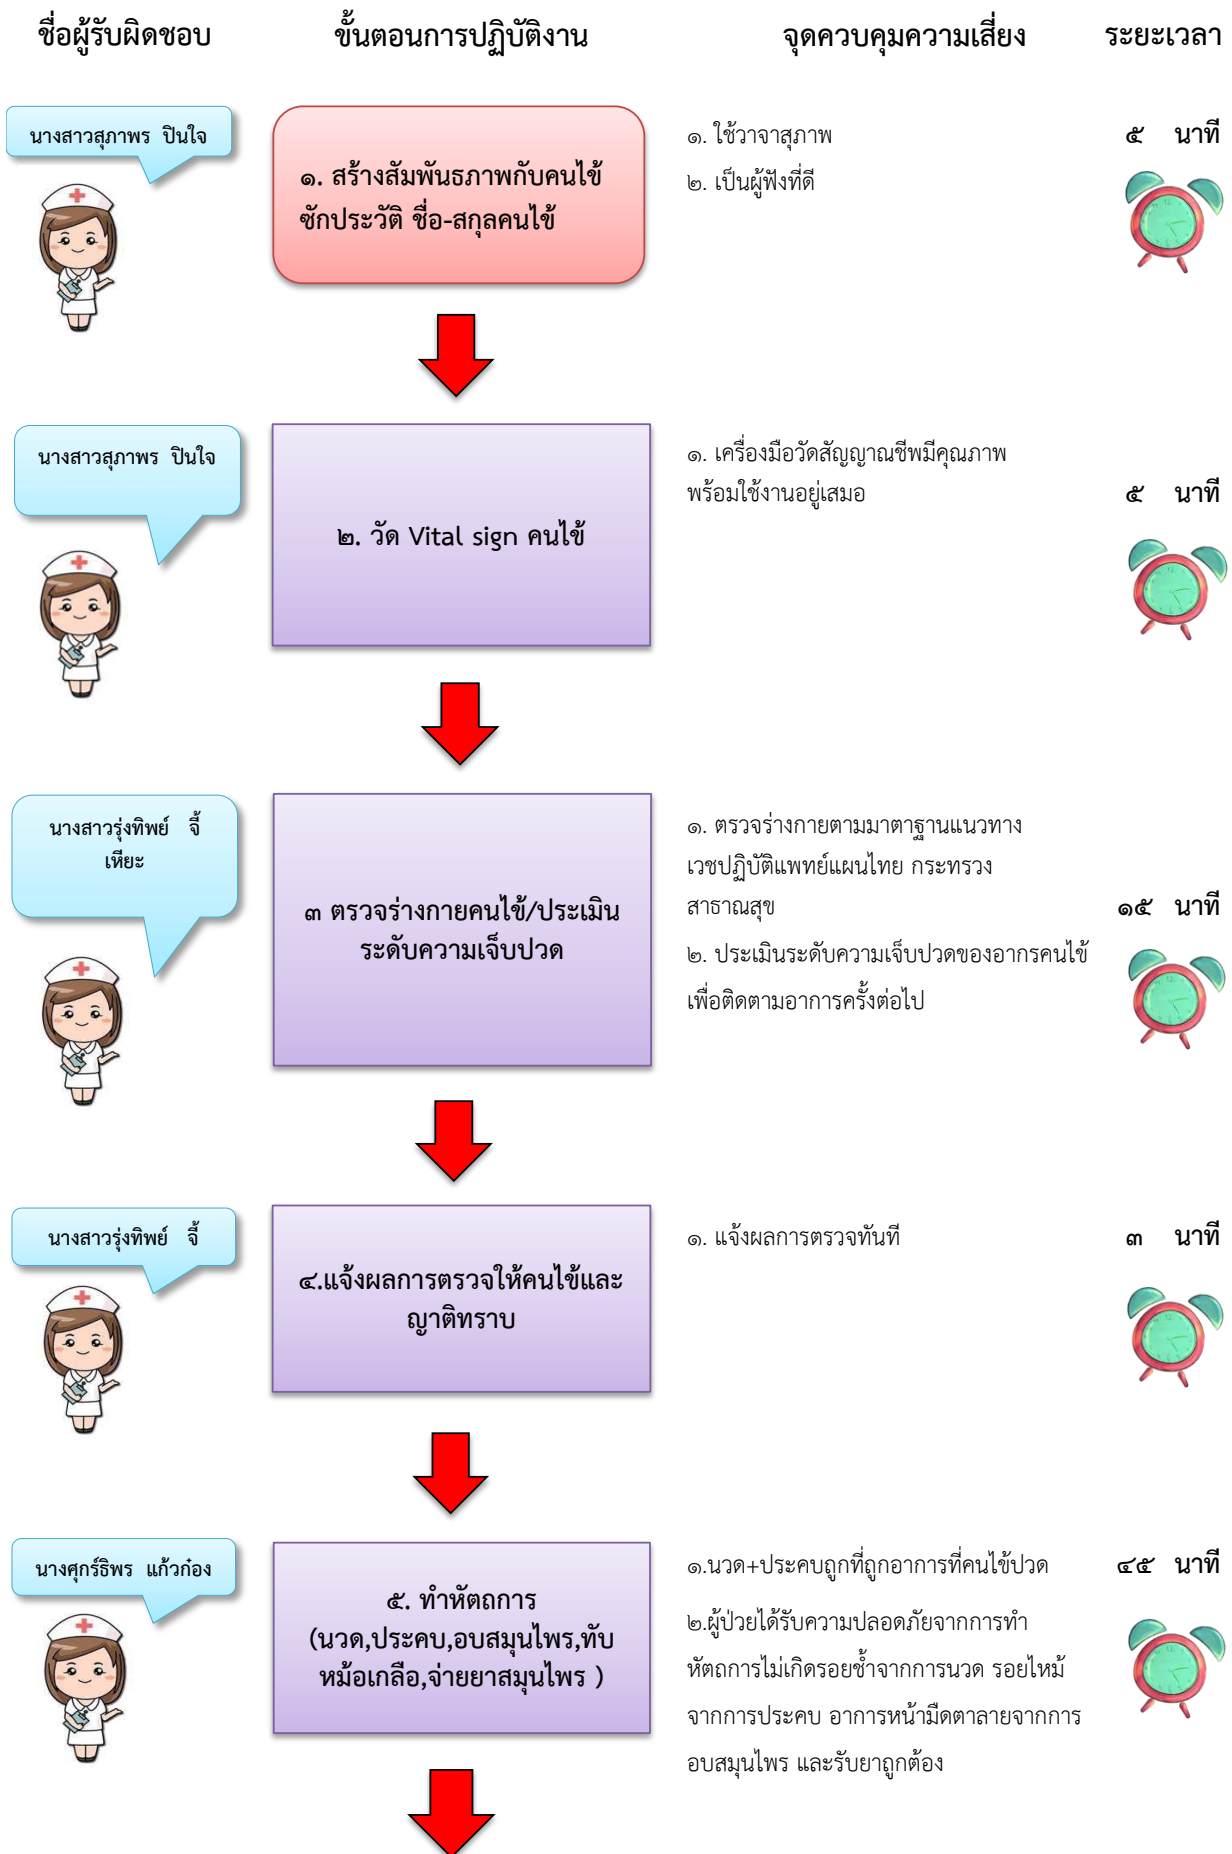 ชื่อผู้รับผิดชอบ ขั้นตอนการปฏิบัติงาน จุดควบคุมความเสี่ยง ระยะเวลา
นางสาวสุภาพร ปินใจ
๑. สร้างสัมพันธภาพกับคนไข้
ซักประวัติ ชื่อ-สกุลคนไข้
๑. ใช้วาจาสุภาพ
๒. เป็นผู้ฟังที่ดี
๕ นาที
นางสาวสุภาพร ปินใจ
๒. วัด Vital sign คนไข้
๑. เครื่องมือวัดสัญญาณชีพมีคุณภาพ
พร้อมใช้งานอยู่เสมอ
๕ นาที
นางสาวรุ่งทิพย์ จี้
เหียะ
๓ ตรวจร่างกายคนไข้/ประเมิน
ระดับความเจ็บปวด
๑. ตรวจร่างกายตามมาตาฐานแนวทาง
เวชปฏิบัติแพทย์แผนไทย กระทรวง
สาธาณสุข
๒. ประเมินระดับความเจ็บปวดของอากรคนไข้
เพื่อติดตามอาการครั้งต่อไป
๑๕ นาที
นางสาวรุ่งทิพย์ จี้
๔.แจ้งผลการตรวจให้คนไข้และ
ญาติทราบ
๑. แจ้งผลการตรวจทันที
๓ นาที
นางศุกร์ธิพร แก้วก๋อง
๕. ทำหัตถการ
(นวด,ประคบ,อบสมุนไพร,ทับ
หม้อเกลือ,จ่ายยาสมุนไพร )
๑.นวด+ประคบถูกที่ถูกอาการที่คนไข้ปวด
๒.ผู้ป่วยได้รับความปลอดภัยจากการทำ
หัตถการไม่เกิดรอยช้ำจากการนวด รอยไหม้
จากการประคบ อาการหน้ามืดตาลายจากการ
อบสมุนไพร และรับยาถูกต้อง
๔๕ นาที